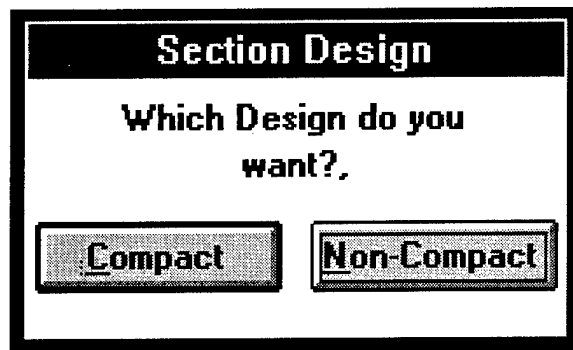 Section Design
Which Design do you
want?,
Compact
Non-Compact